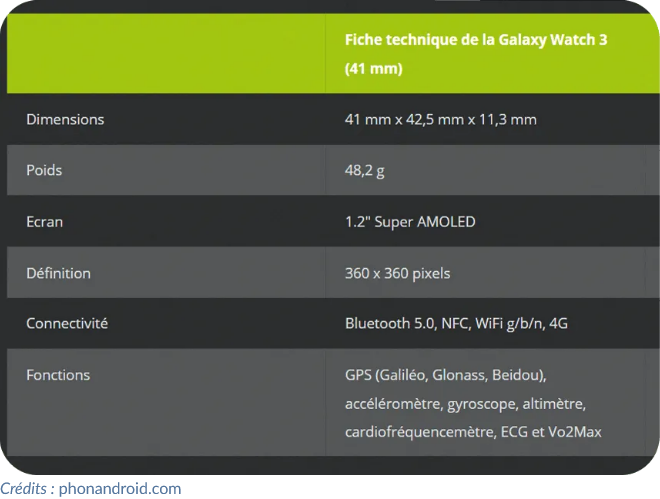 Fiche technique de la Galaxy Watch 3
(41 mm)
Dimensions
41 mm x 42,5 mm x 11,3 mm
Poids
48,2 g
Ecran
1.2" Super AMOLED
Définition
360 x 360 pixels
Connectivité
Bluetooth 5.0, NFC, WiFi g/b/n, 4G
Fonctions
GPS (Galiléo, Glonass, Beidou),
accéléromètre, gyroscope, altimètre,
cardiofréquencemètre, ECG et Vo2Max
Crédits : phonandroid.com